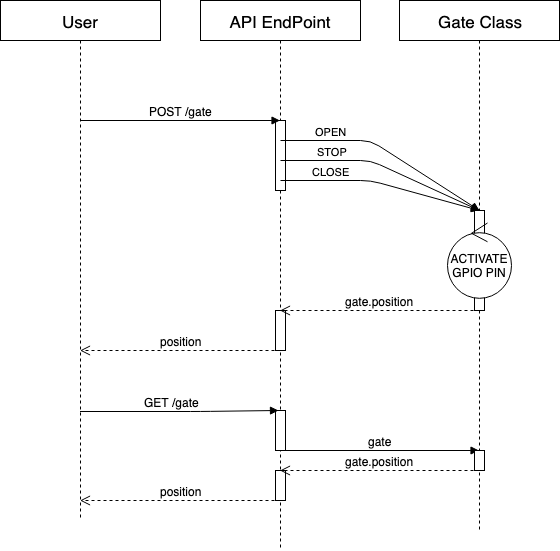 User
API EndPoint
Gate Class
POST /gate
OPEN
STOP
CLOSE
ACTIVATE
GPIO PIN
gate.position
position
GET /gate
gate
gate.position
position